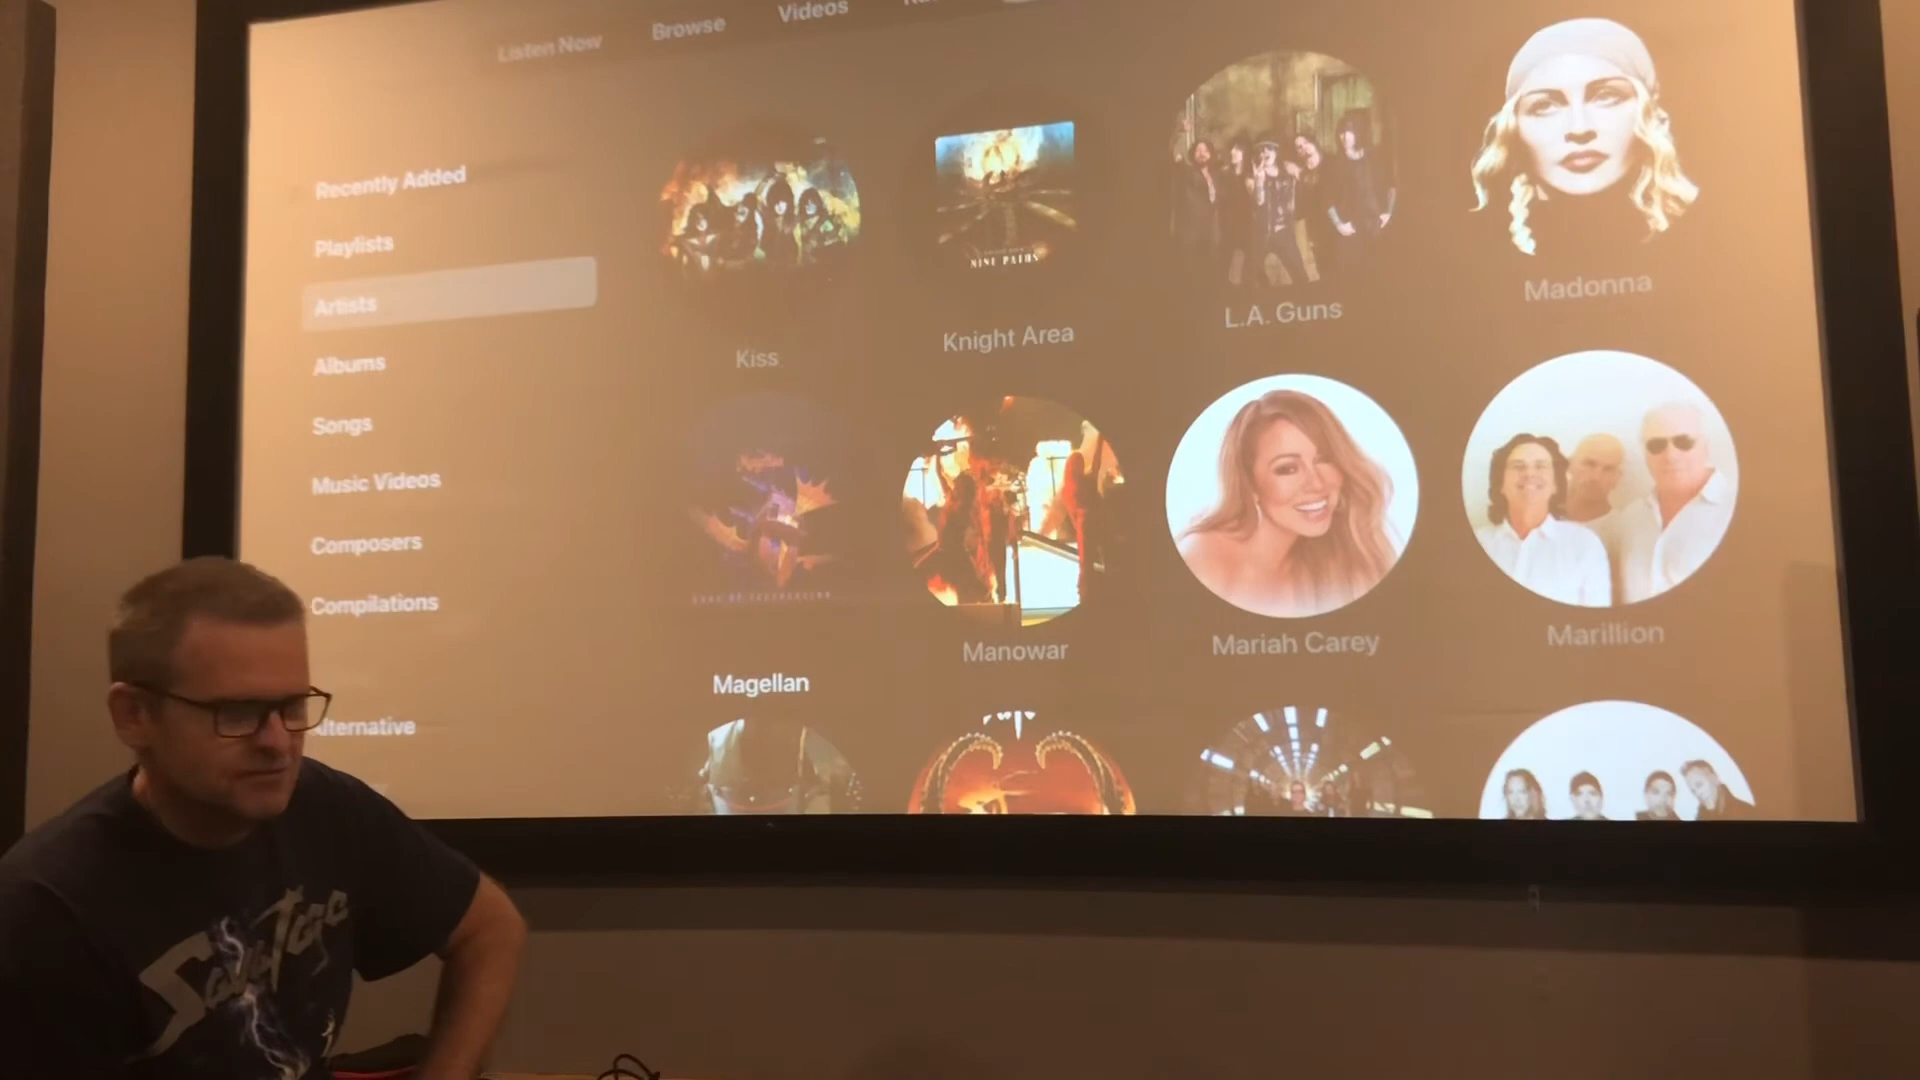 Listen Now
Browse
Videos
Recently Added
Playlists
Artists
Albums
Songs
Music Videos
Composers
Compilations
lternative
NINE PATHS
Kiss
Knight Area
L.A. Guns
Madonna
Magellan
Manowar
Mariah Carey
Marillion
Savatage